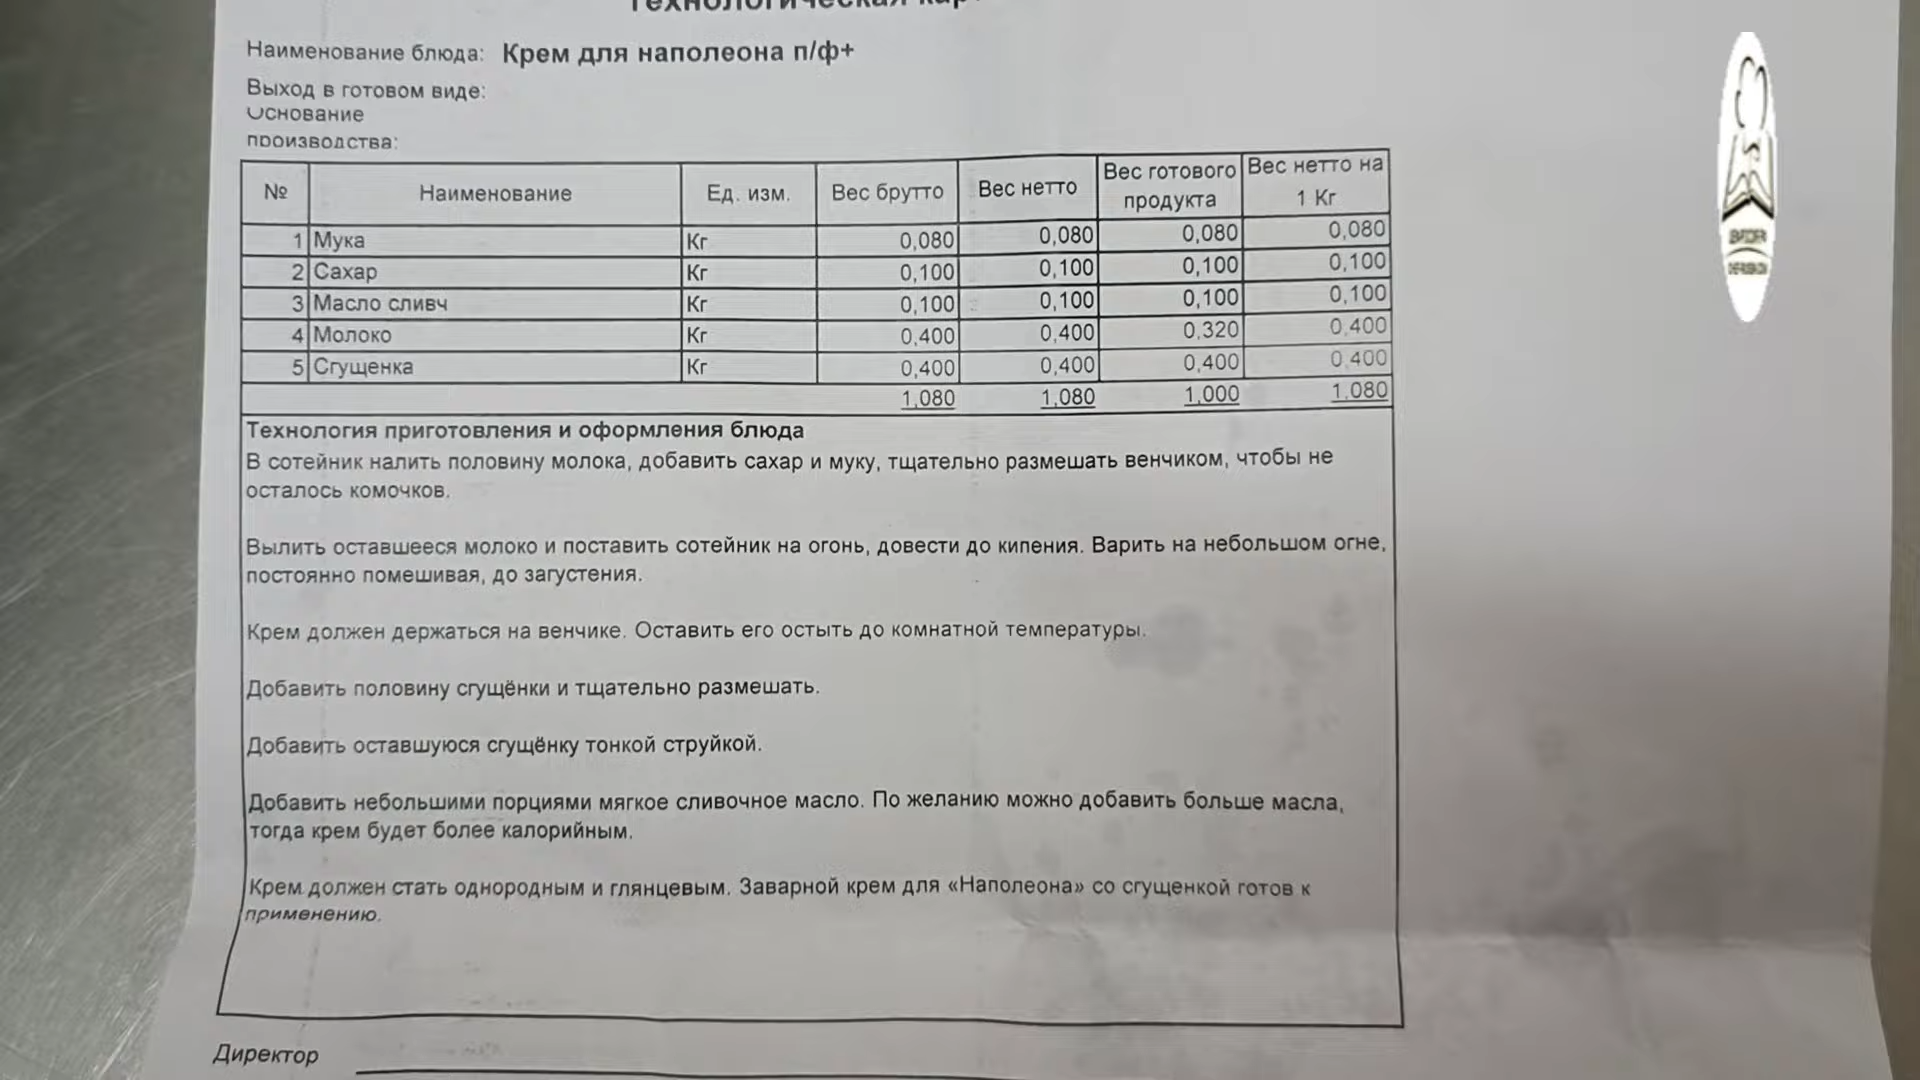 Технологическая кар
Наименование блюда: Крем для наполеона п/ф+
Выход в готовом виде:
Основание
производства:
№ Наименование Ед. изм. Вес брутто Вес нетто Вес готового продукта Вес нетто на 1 Кг
1 Мука Кг 0,080 0,080 0,080 0,080
2 Сахар Кг 0,100 0,100 0,100 0,100
3 Масло сливч Кг 0,100 0,100 0,100 0,100
4 Молоко Кг 0,400 0,400 0,320 0,400
5 Сгущенка Кг 0,400 0,400 0,400 0,400
1,080 1,080 1,000 1,080
Технология приготовления и оформления блюда
В сотейник налить половину молока, добавить сахар и муку, тщательно размешать венчиком, чтобы не
осталось комочков.
Вылить оставшееся молоко и поставить сотейник на огонь, довести до кипения. Варить на небольшом огне,
постоянно помешивая, до загустения.
Крем должен держаться на венчике. Оставить его остыть до комнатной температуры.
Добавить половину сгущёнки и тщательно размешать.
Добавить оставшуюся сгущёнку тонкой струйкой.
Добавить небольшими порциями мягкое сливочное масло. По желанию можно добавить больше масла,
тогда крем будет более калорийным.
Крем должен стать однородным и глянцевым. Заварной крем для «Наполеона» со сгущенкой готов к
применению.
Директор